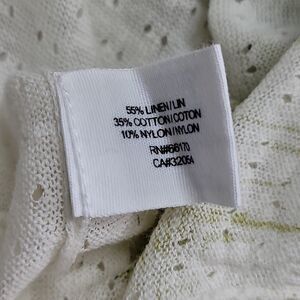 55% LINEN/LIN
35% COTTON/COTON
10% NYLON/NYLON
RN#66170
CA#32054